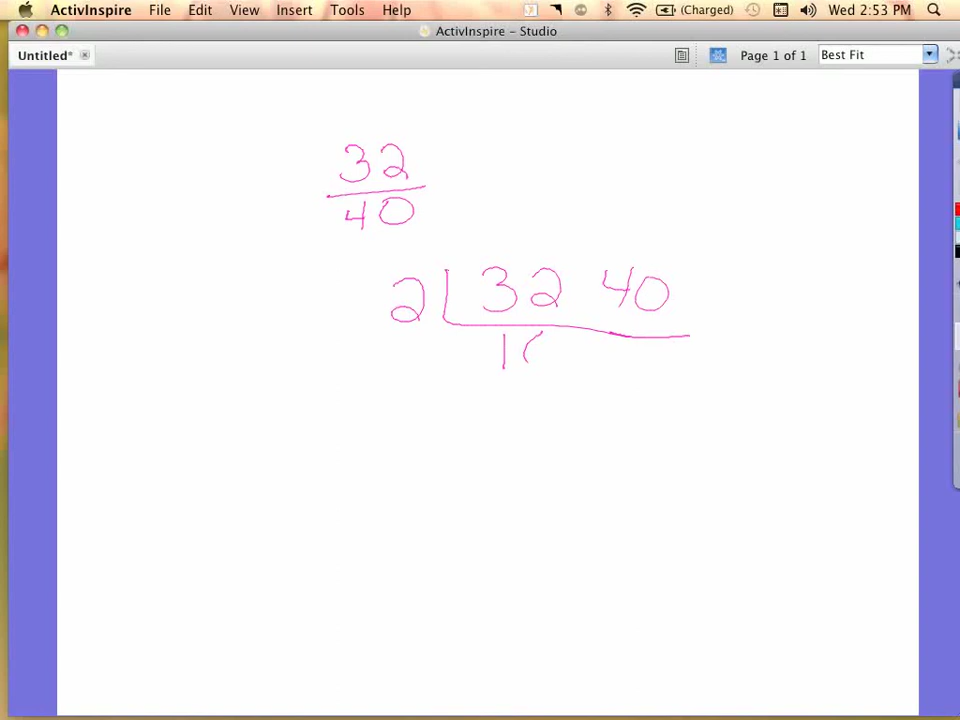 ActivInspire File Edit View Insert Tools Help (Charged) Wed 2:53 PM
ActivInspire – Studio
Untitled* Page 1 of 1 Best Fit
32
40
2 32 40
1